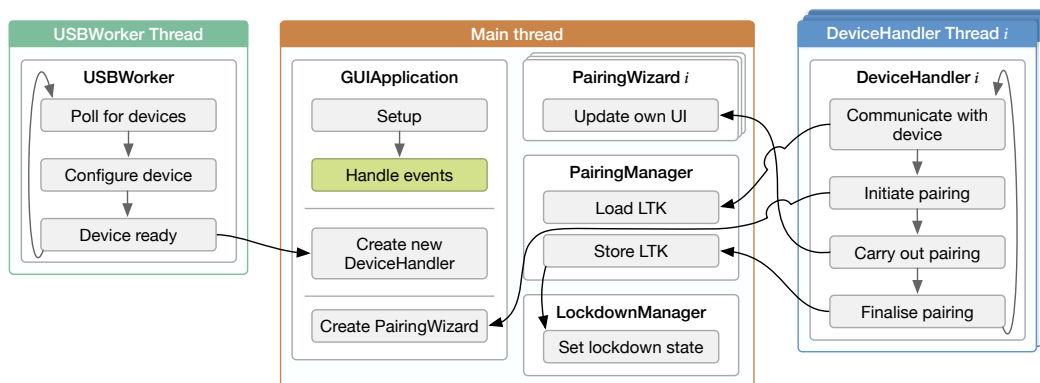 USBWorker Thread
USBWorker
Poll for devices
Configure device
Device ready
Main thread
GUIApplication
Setup
Handle events
Create new
DeviceHandler
Create PairingWizard
PairingWizard i
Update own UI
PairingManager
Load LTK
Store LTK
LockdownManager
Set lockdown state
DeviceHandler Thread i
DeviceHandler i
Communicate with
device
Initiate pairing
Carry out pairing
Finalise pairing